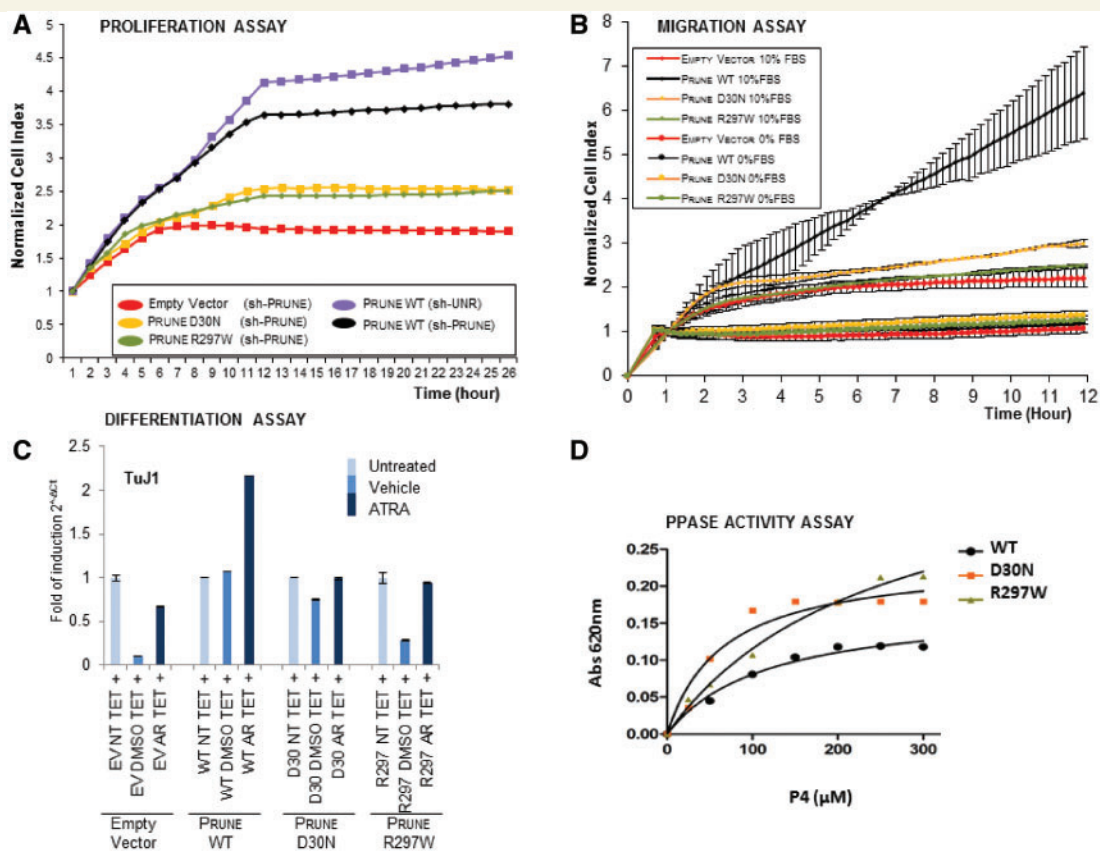 A PROLIFERATION ASSAY
Normalized Cell Index
5
4.5
4
3.5
3
2.5
2
1.5
1
0.5
0
1 2 3 4 5 6 7 8 9 10 11 12 13 14 15 16 17 18 19 20 21 22 23 24 25 26
Time (hour)
Empty Vector (sh-PRUNE)
PRUNE D30N (sh-PRUNE)
PRUNE R297W (sh-PRUNE)
PRUNE WT (sh-UNR)
PRUNE WT (sh-PRUNE)
B MIGRATION ASSAY
Normalized Cell Index
8
7
6
5
4
3
2
1
0
0 1 2 3 4 5 6 7 8 9 10 11 12
Time (Hour)
EMPTY VECTOR 10% FBS
PRUNE WT 10%FBS
PRUNE D30N 10%FBS
PRUNE R297W 10%FBS
EMPTY VECTOR 0% FBS
PRUNE WT 0%FBS
PRUNE D30N 0%FBS
PRUNE R297W 0%FBS
DIFFERENTIATION ASSAY
C
TuJ1
Fold of induction 2^-ΔCt
2.5
2
1.5
1
0.5
0
Untreated
Vehicle
ATRA
EV NT TET +
EV DMSO TET +
EV AR TET +
WT NT TET +
WT DMSO TET +
WT AR TET +
D30 NT TET +
D30 DMSO TET +
D30 AR TET +
R297 NT TET +
R297 DMSO TET +
R297 AR TET +
Empty Vector
PRUNE WT
PRUNE D30N
PRUNE R297W
D
PPASE ACTIVITY ASSAY
Abs 620nm
0.25
0.20
0.15
0.10
0.05
0.00
0 100 200 300
P4 (µM)
WT
D30N
R297W